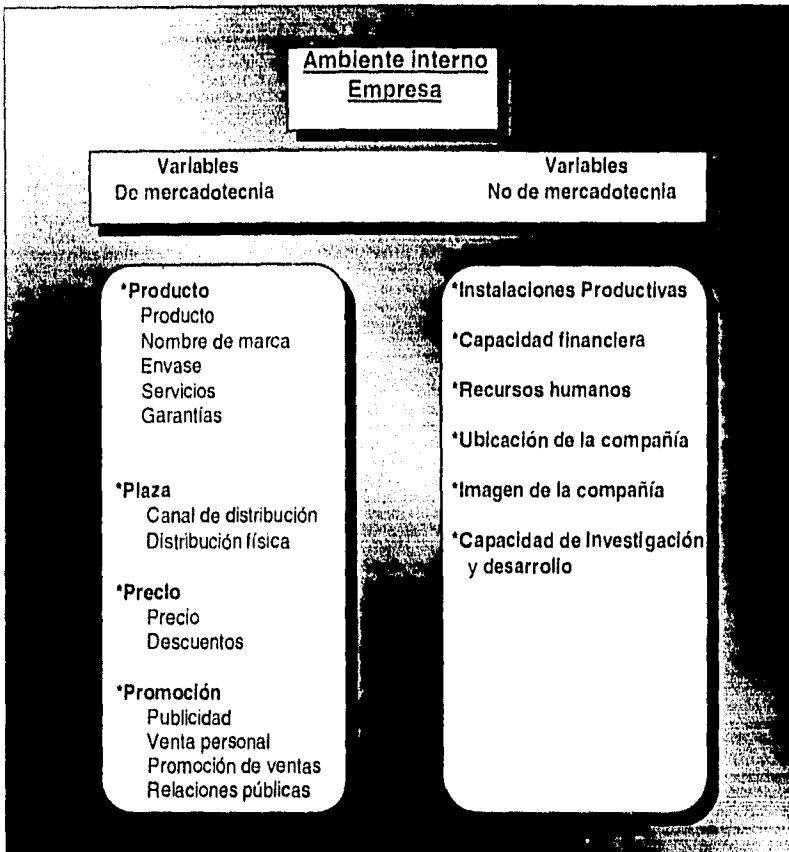 Ambiente interno
Empresa
Variables
De mercadotecnia
Variables
No de mercadotecnia
*Producto
Producto
Nombre de marca
Envase
Servicios
Garantías
*Plaza
Canal de distribución
Distribución física
*Precio
Precio
Descuentos
*Promoción
Publicidad
Venta personal
Promoción de ventas
Relaciones públicas
*Instalaciones Productivas
*Capacidad financiera
*Recursos humanos
*Ubicación de la compañía
*Imagen de la compañía
*Capacidad de Investigación
y desarrollo